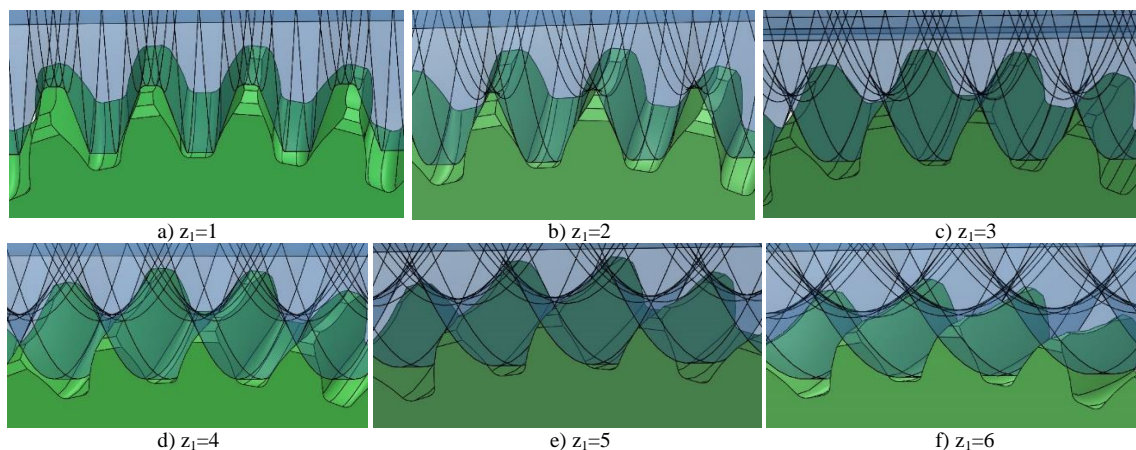 a) z₁=1
b) z₁=2
c) z₁=3
d) z₁=4
e) z₁=5
f) z₁=6